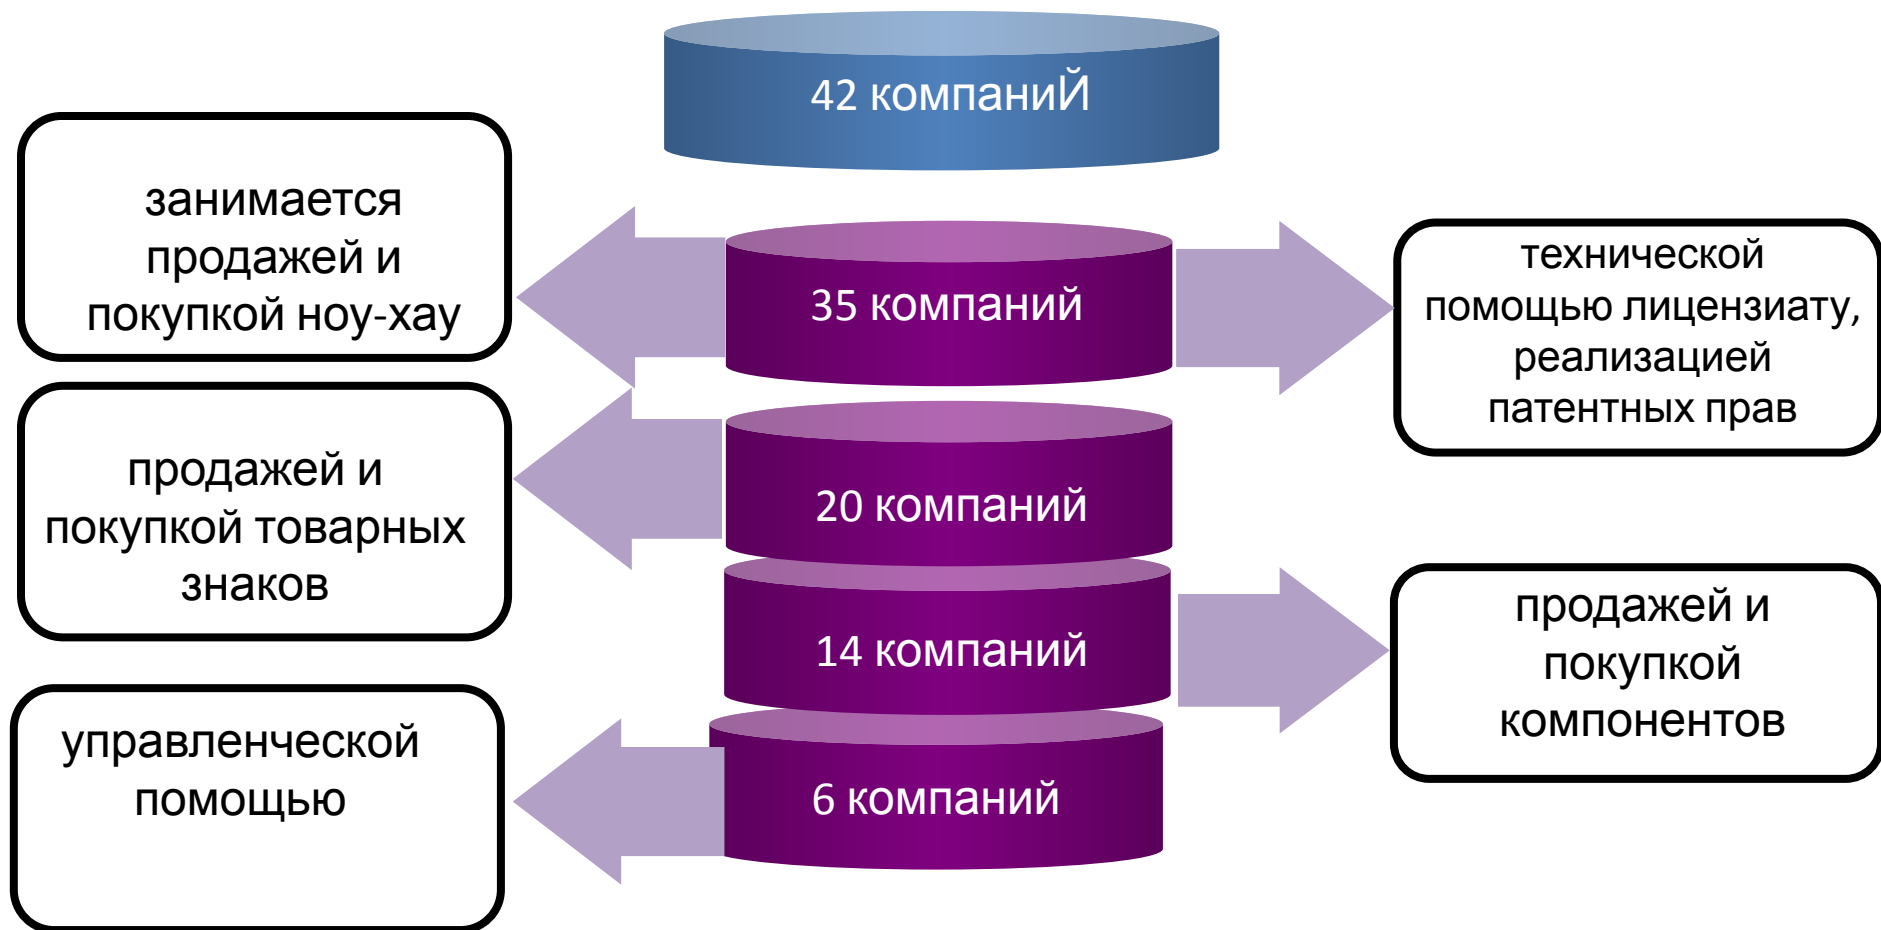 42 компаниЙ
занимается
продажей и
покупкой ноу-хау
35 компаний
технической
помощью лицензиату,
реализацией
патентных прав
продажей и
покупкой товарных
знаков
20 компаний
14 компаний
продажей и
покупкой
компонентов
управленческой
помощью
6 компаний